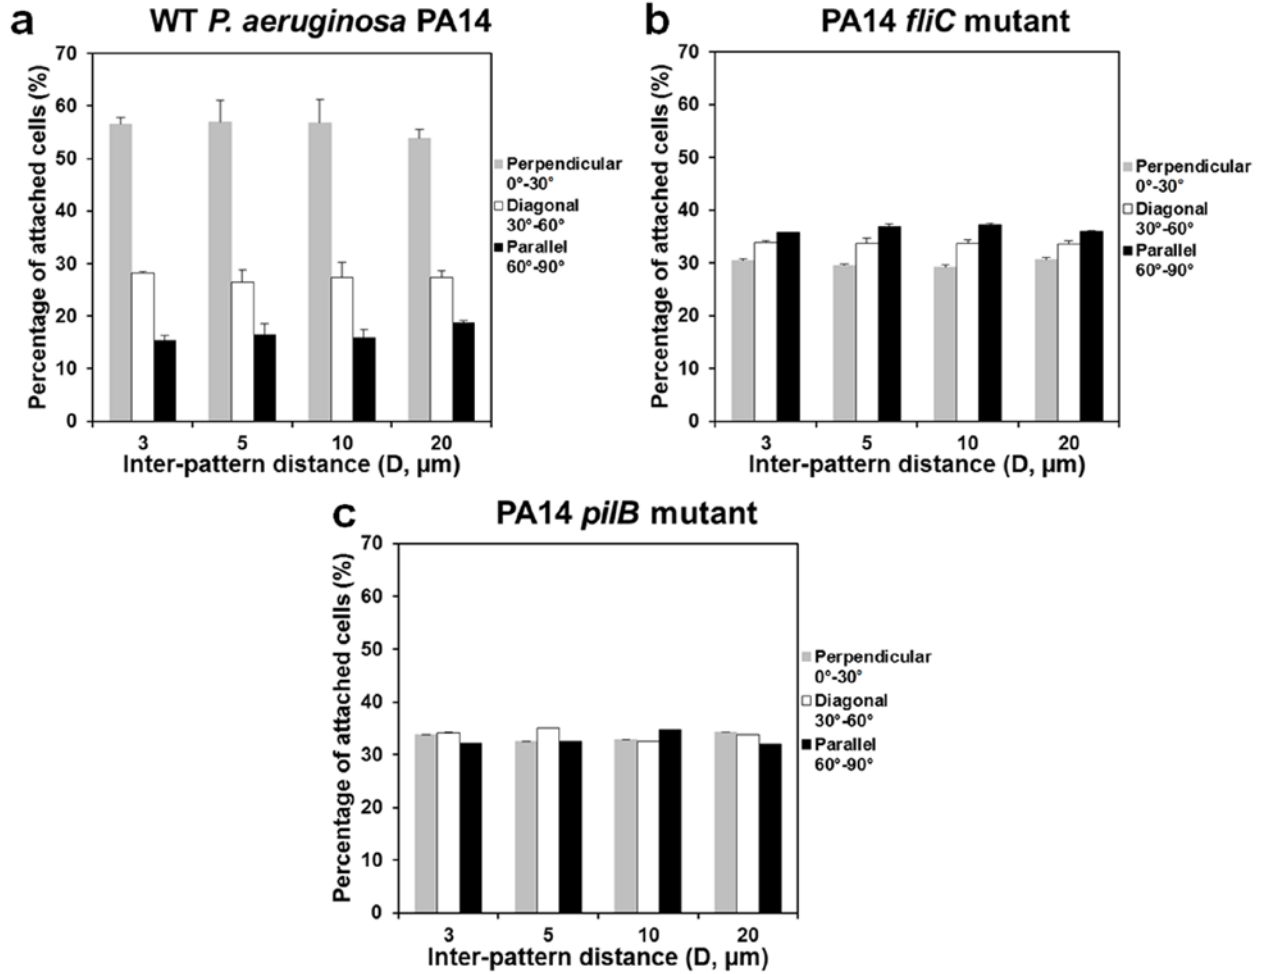 a
WT P. aeruginosa PA14
Percentage of attached cells (%)
70
60
50
40
30
20
10
0
3 5 10 20
Inter-pattern distance (D, µm)
Perpendicular
0°-30°
Diagonal
30°-60°
Parallel
60°-90°
b
PA14 fliC mutant
Percentage of attached cells (%)
70
60
50
40
30
20
10
0
3 5 10 20
Inter-pattern distance (D, µm)
Perpendicular
0°-30°
Diagonal
30°-60°
Parallel
60°-90°
c
PA14 pilB mutant
Percentage of attached cells (%)
70
60
50
40
30
20
10
0
3 5 10 20
Inter-pattern distance (D, µm)
Perpendicular
0°-30°
Diagonal
30°-60°
Parallel
60°-90°